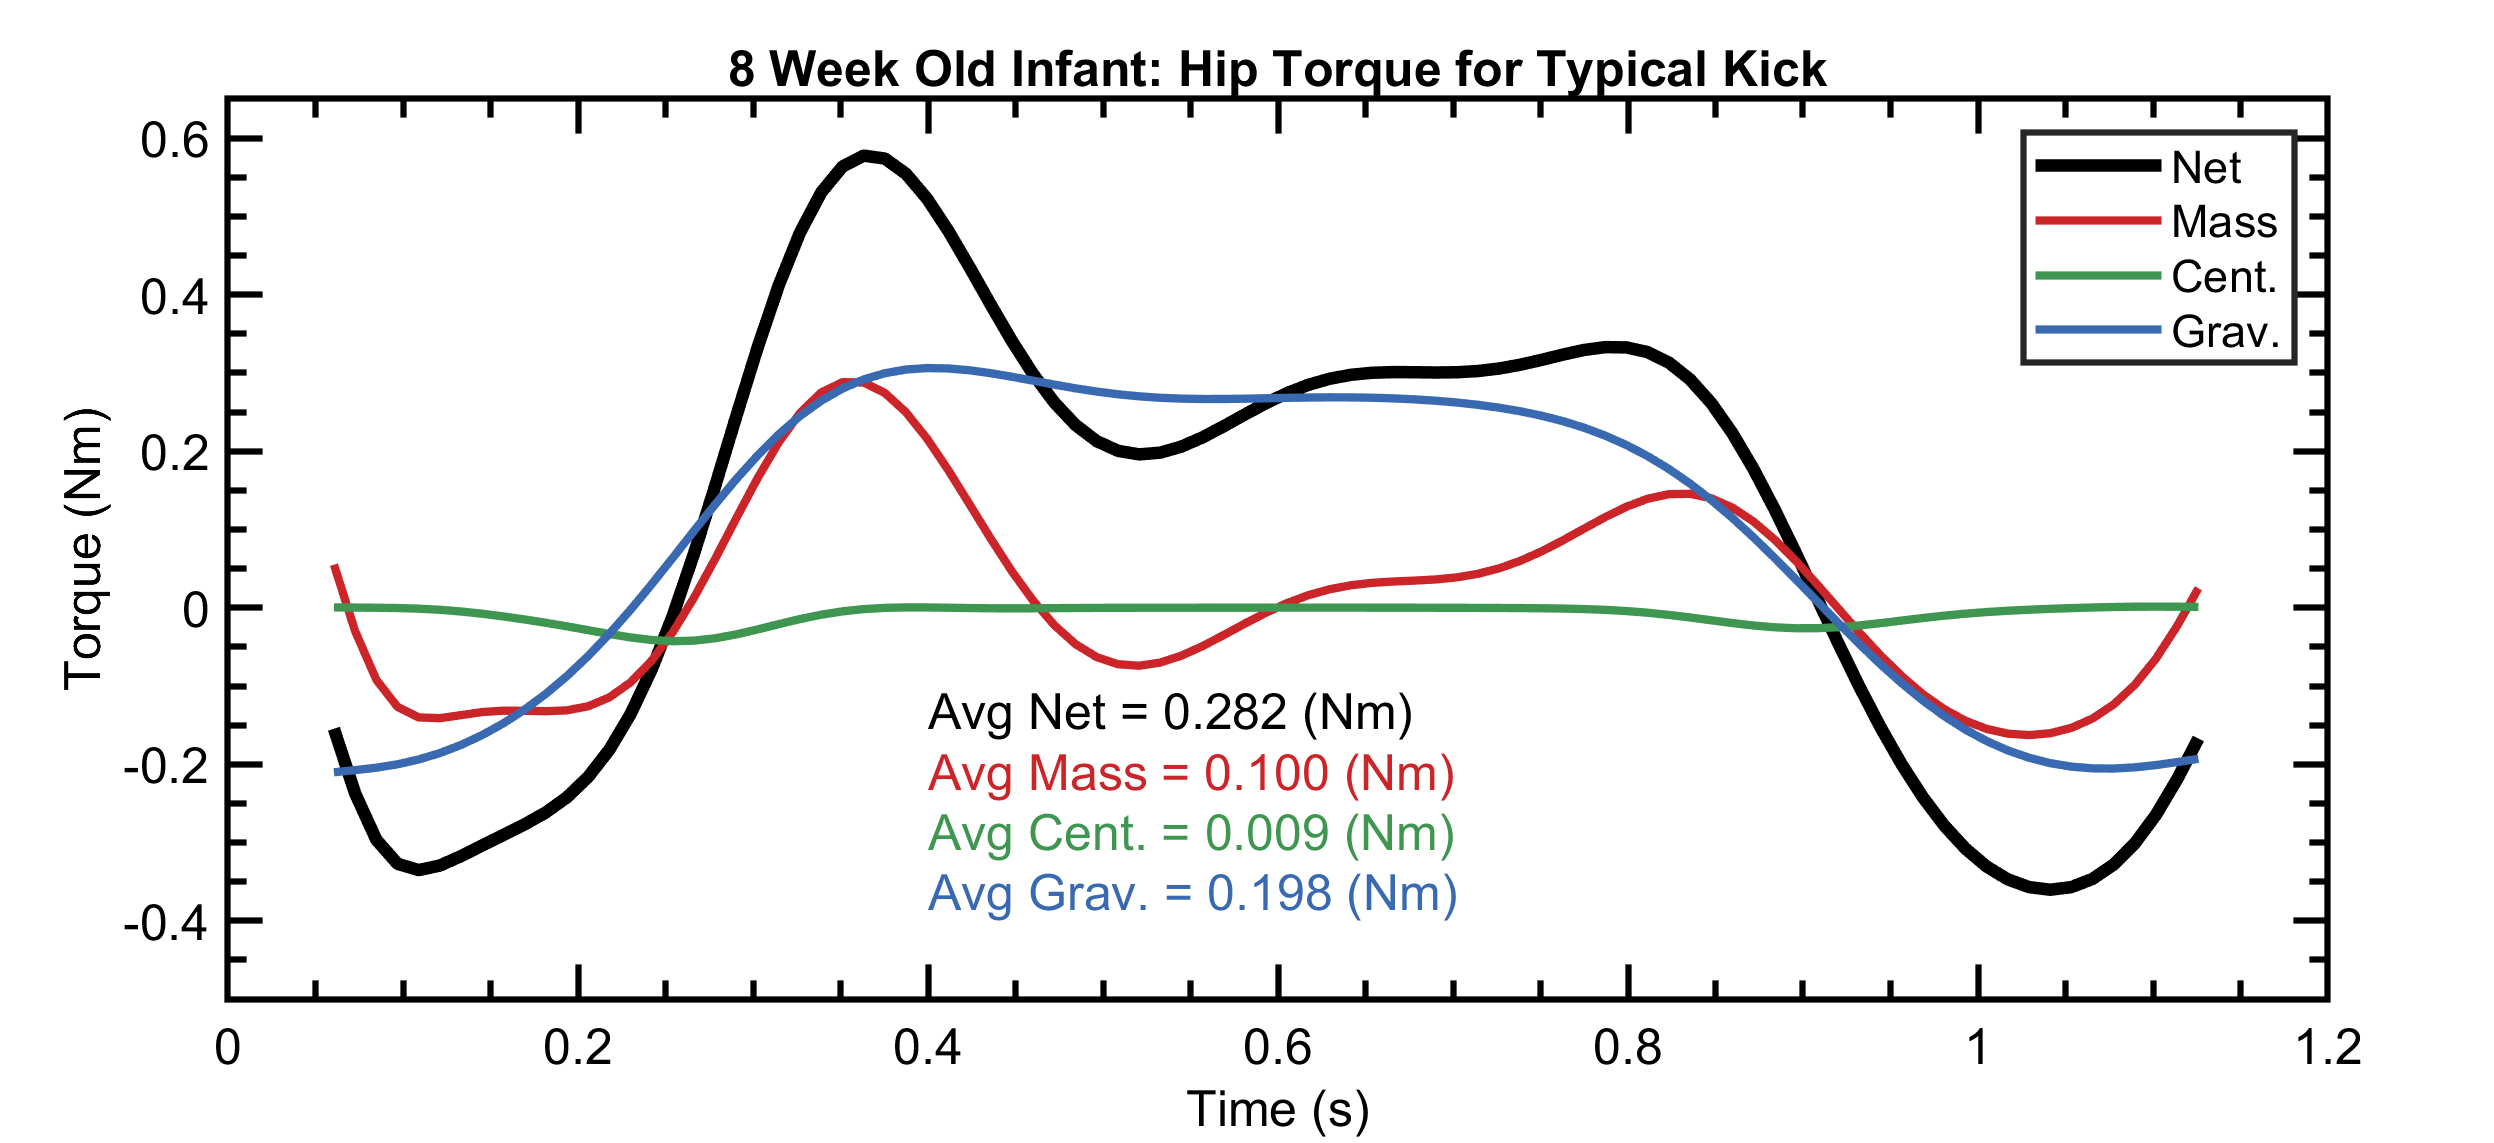 8 Week Old Infant: Hip Torque for Typical Kick
0.6
0.4
0.2
0
-0.2
-0.4
Torque (Nm)
Net
Mass
Cent.
Grav.
Avg Net = 0.282 (Nm)
Avg Mass = 0.100 (Nm)
Avg Cent. = 0.009 (Nm)
Avg Grav. = 0.198 (Nm)
0 0.2 0.4 0.6 0.8 1 1.2
Time (s)